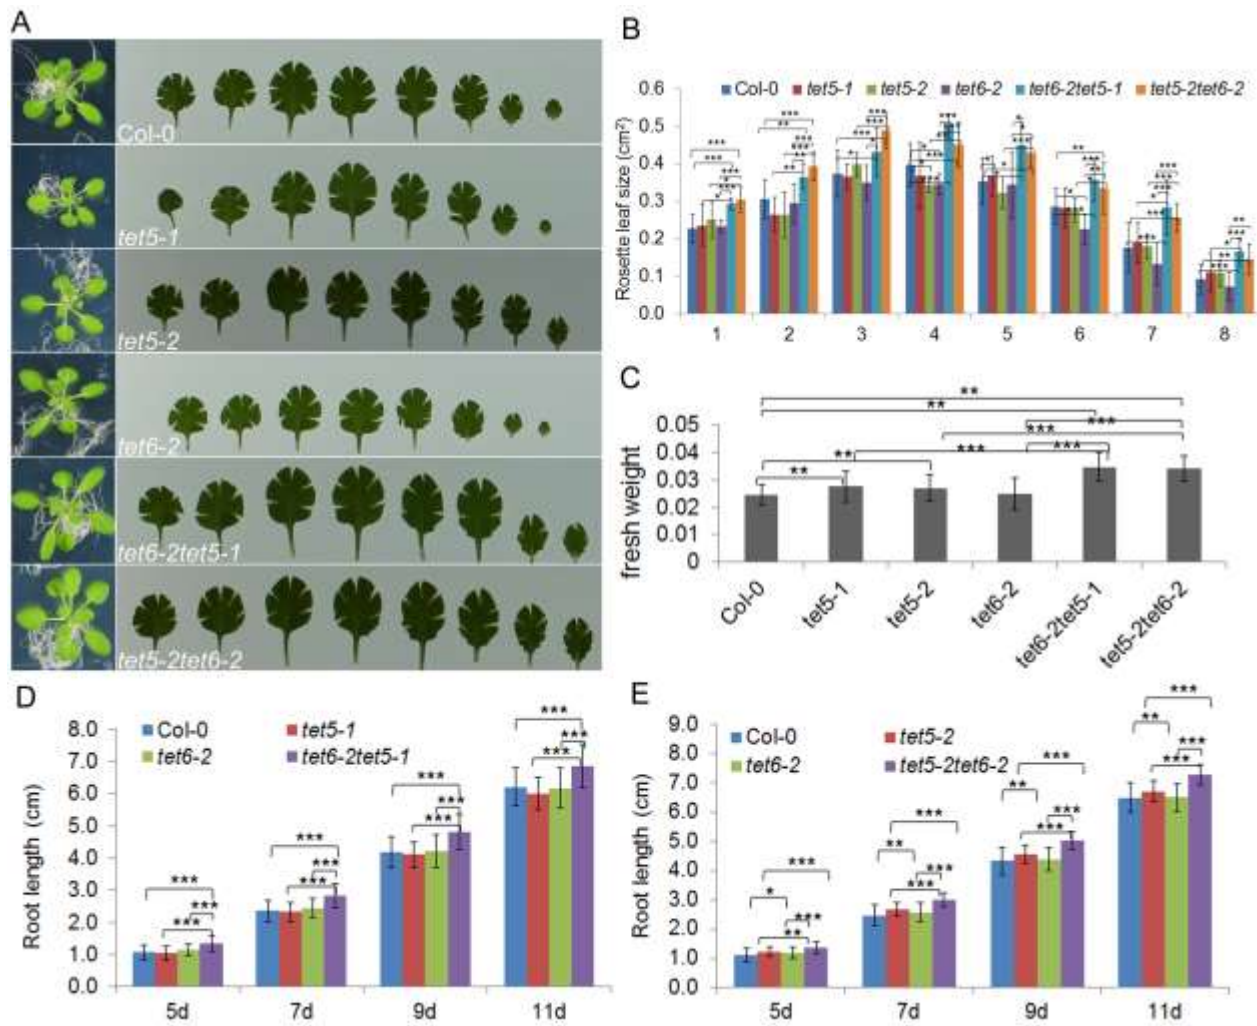 A
Col-0
tet5-1
tet5-2
tet6-2
tet6-2tet5-1
tet5-2tet6-2
B
Col-0 tet5-1 tet5-2 tet6-2 tet6-2tet5-1 tet5-2tet6-2
Rosette leaf size (cm²)
0.6
0.5
0.4
0.3
0.2
0.1
0.0
1 2 3 4 5 6 7 8
C
fresh weight
0.05
0.04
0.03
0.02
0.01
0
** ** *** *** *** *** ** **
Col-0 tet5-1 tet5-2 tet6-2 tet6-2tet5-1 tet5-2tet6-2
D
Col-0 tet5-1
tet6-2 tet6-2tet5-1
Root length (cm)
8.0
7.0
6.0
5.0
4.0
3.0
2.0
1.0
0.0
*** *** *** *** *** *** *** *** *** *** *** ***
5d 7d 9d 11d
E
Col-0 tet5-2
tet6-2 tet5-2tet6-2
Root length (cm)
9.0
8.0
7.0
6.0
5.0
4.0
3.0
2.0
1.0
0.0
*** * *** ** *** ** *** *** *** ** *** *** *** ** *** ***
5d 7d 9d 11d